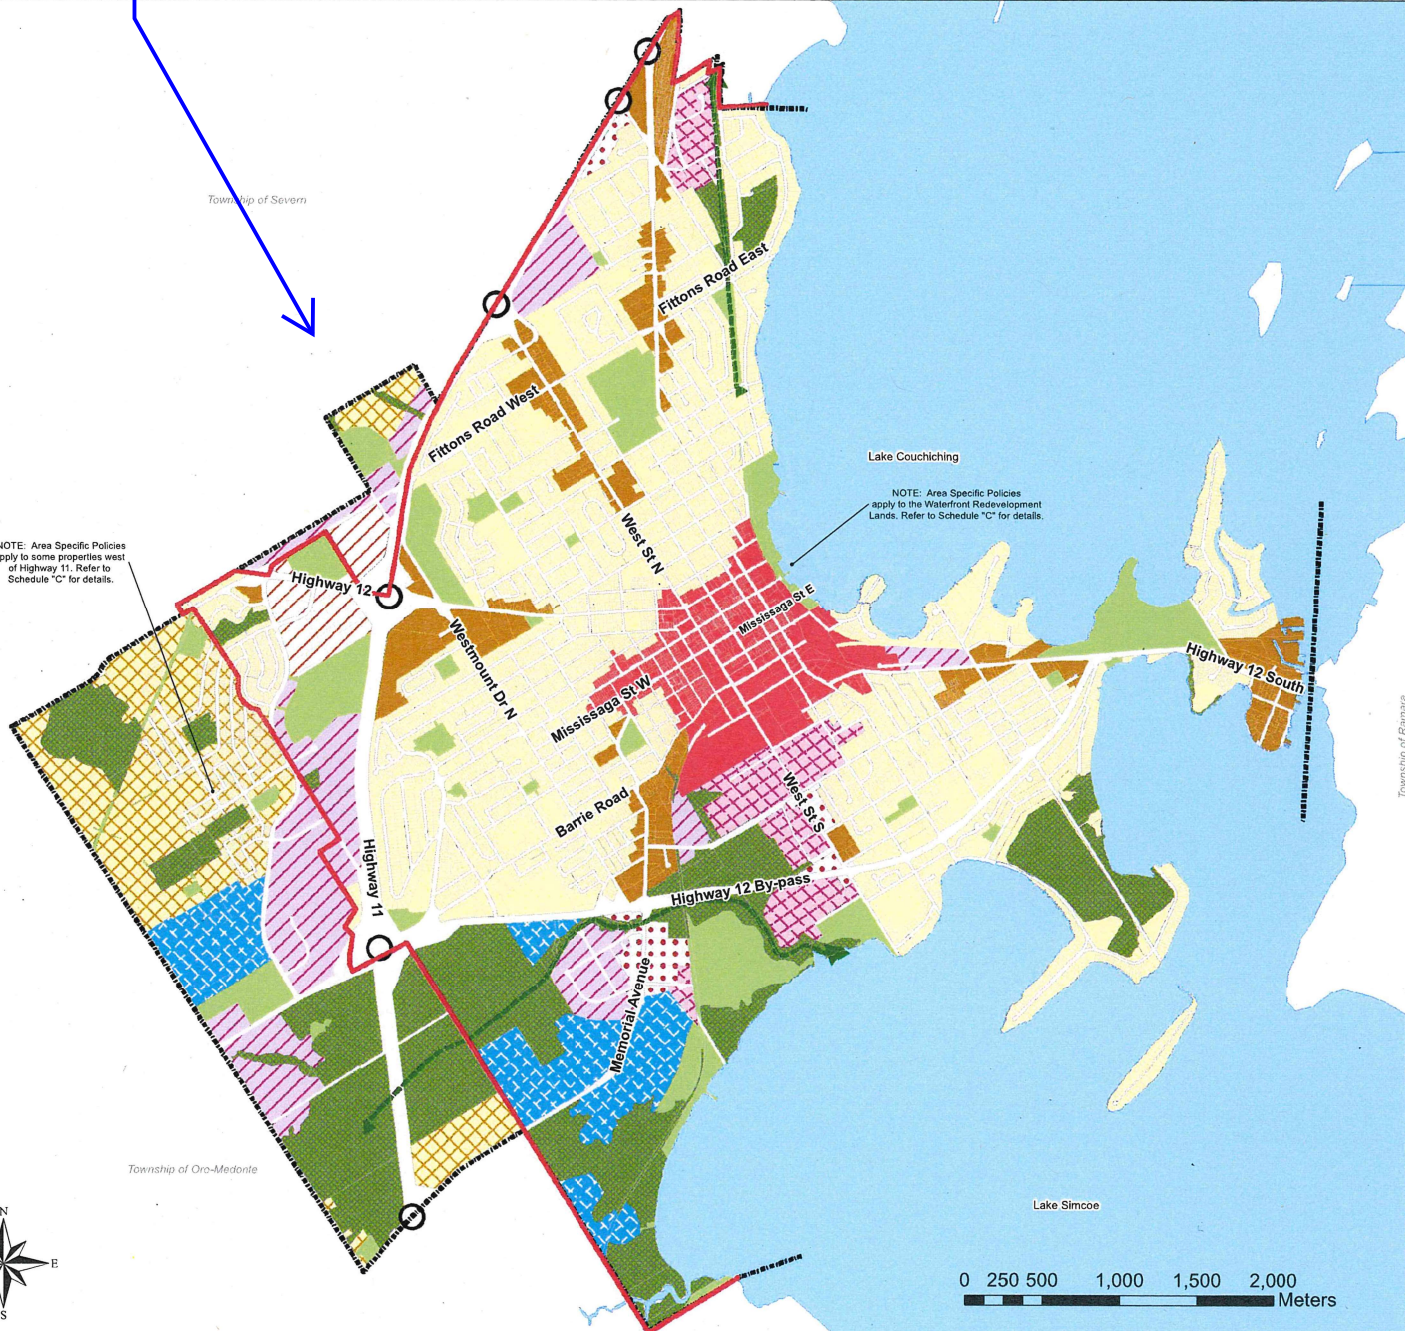 Township of Severn
Fittons Road East
Fittons Road West
Lake Couchiching
NOTE: Area Specific Policies
apply to the Waterfront Redevelopment
Lands. Refer to Schedule "C" for details.
West St N
NOTE: Area Specific Policies
apply to some properties west
of Highway 11. Refer to
Schedule "C" for details.
Highway 12
Mississaga St E
Westmount Dr N
Highway 12 South
Mississaga St W
Township of Ramara
West St S
Barrie Road
Highway 11
Highway 12 By-pass
Memorial Avenue
Township of Oro-Medonte
Lake Simcoe
N
E
S
0 250 500 1,000 1,500 2,000
Meters